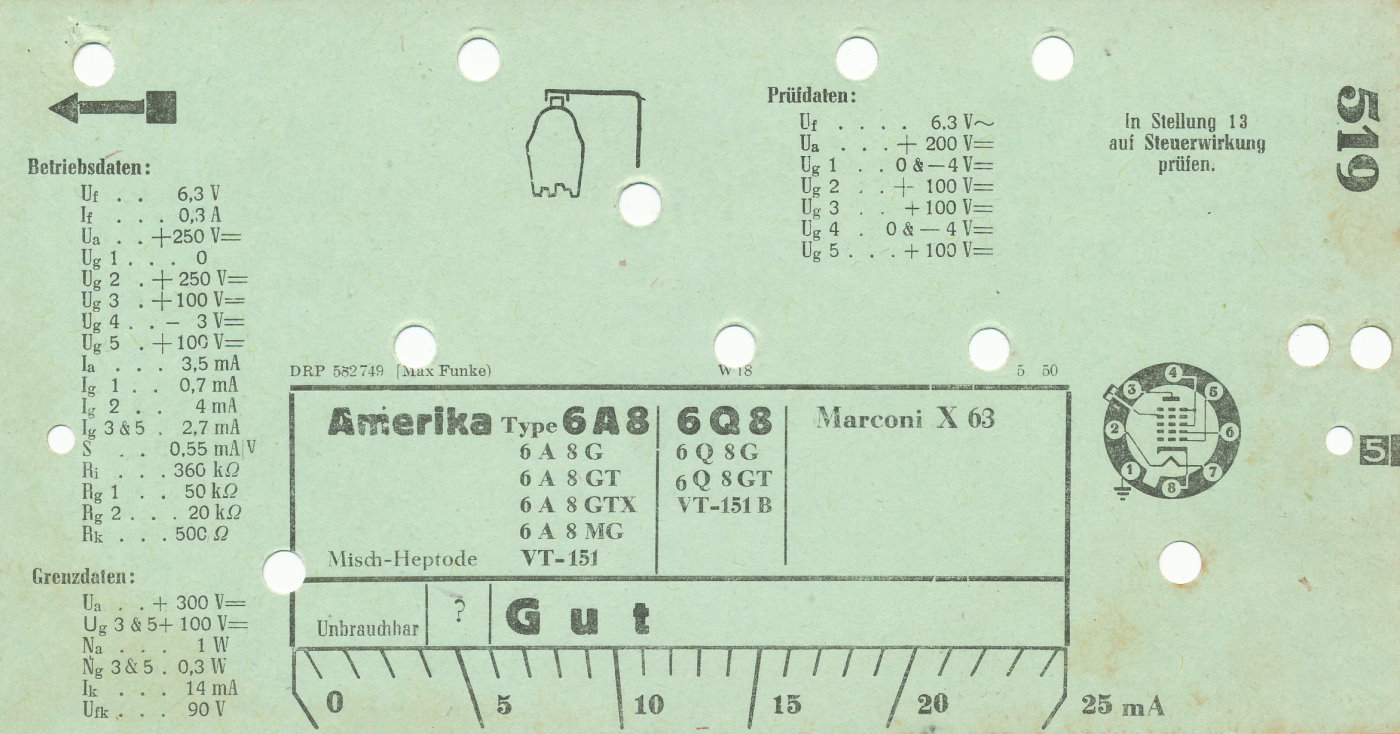 Betriebsdaten:
Uf . . 6,3 V
If . . . 0,3 A
Ua . . +250 V=
Ug 1 . . . 0
Ug 2 . + 250 V=
Ug 3 . +100 V=
Ug 4 . . − 3 V=
Ug 5 . +100 V=
Ia . . . 3,5 mA
Ig 1 . . 0,7 mA
Ig 2 . . 4 mA
Ig 3 & 5 . 2,7 mA
S . . 0,55 mA|V
Ri . . . 360 kΩ
Rg 1 . . 50 kΩ
Rg 2 . . . 20 kΩ
Rk . . . 500 Ω
Grenzdaten:
Ua . . + 300 V=
Ug 3 & 5 + 100 V=
Na . . . 1 W
Ng 3 & 5 . 0,3 W
Ik . . . 14 mA
Ufk . . . 90 V
Prüfdaten:
Uf . . . . 6.3 V~
Ua . . . + 200 V=
Ug 1 . . 0 & — 4 V=
Ug 2 . . + 100 V=
Ug 3 . . + 100 V=
Ug 4 . 0 & — 4 V=
Ug 5 . . . + 100 V=
In Stellung 13
auf Steuerwirkung
prüfen.
519
DRP 582749 [Max Funke) 5 50
Amerika Type 6A8 6Q8 Marconi X 63
6 A 8 G 6 Q 8 G
6 A 8 GT 6 Q 8 GT
6 A 8 GTX VT-151 B
6 A 8 MG
Misch-Heptode VT-151
Unbrauchbar ? Gut
0 5 10 15 20 25 mA
4
3 5
2 6
1 7
8
5